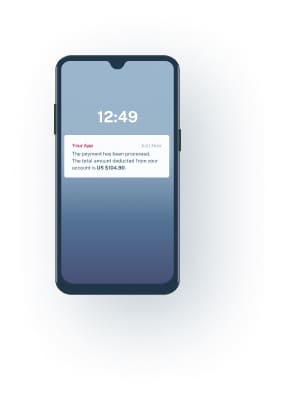 12:49
Your App
Just Now
The payment has been processed.
The total amount deducted from your
account is US $104.90.